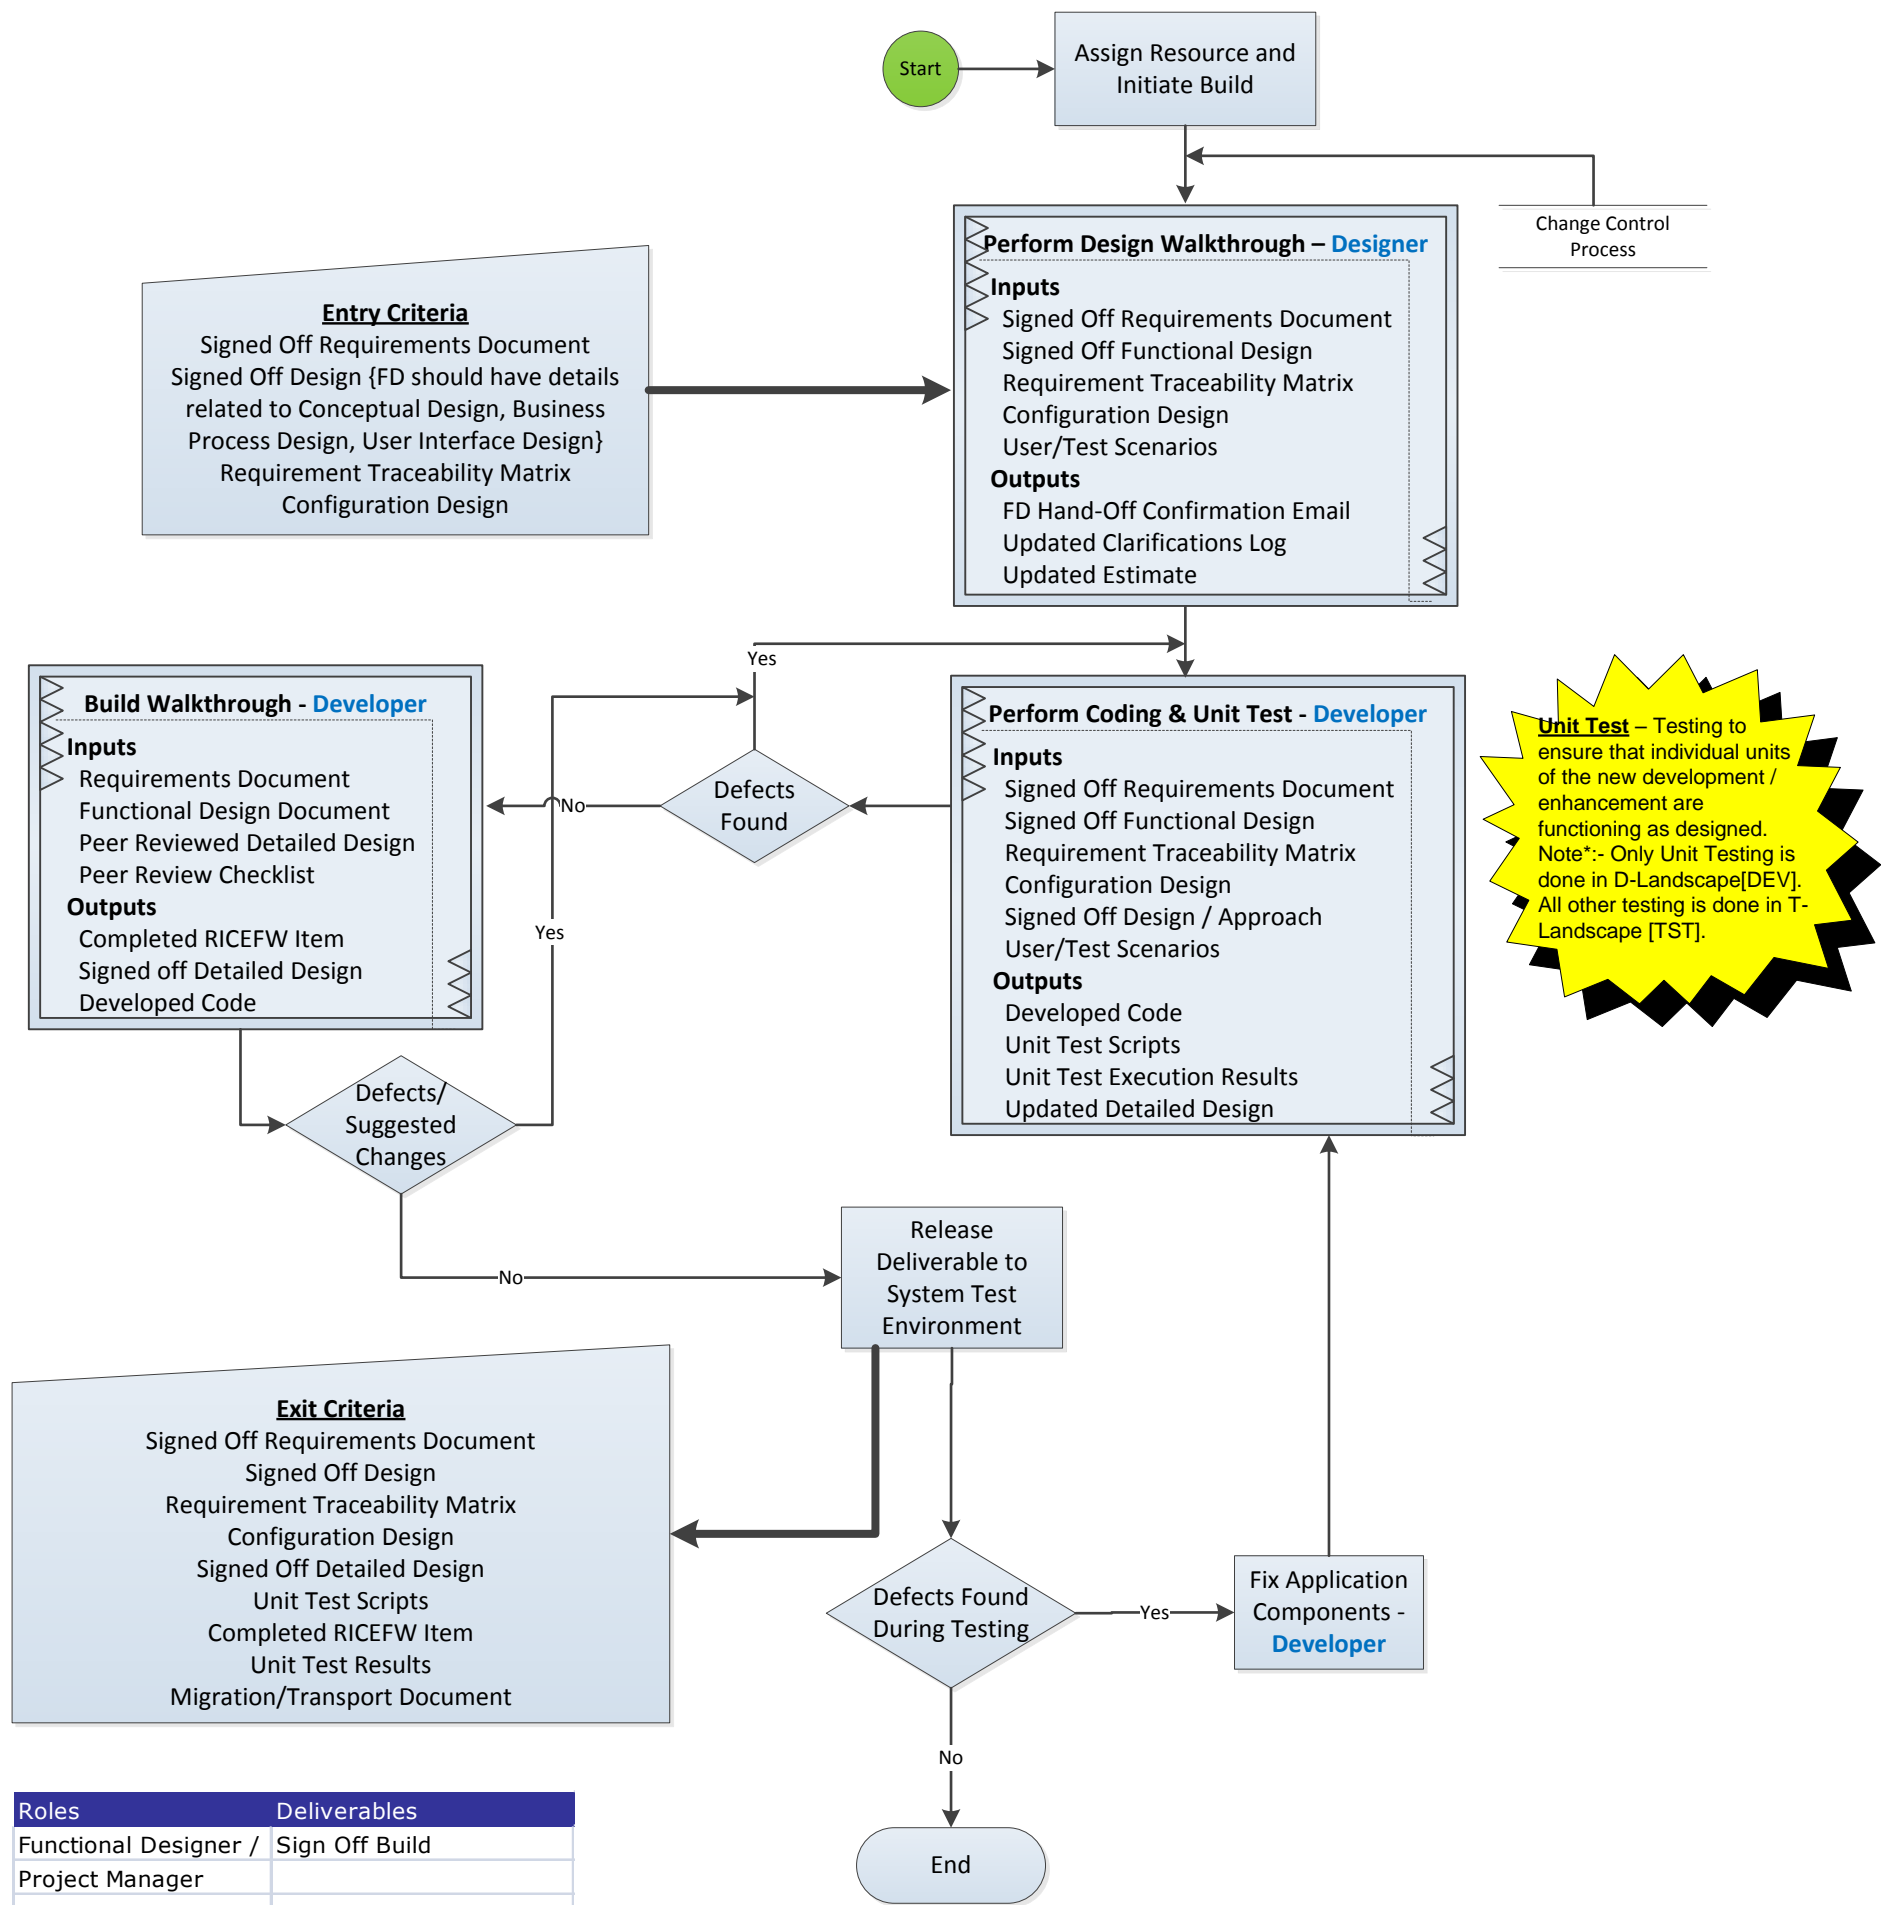 Start
Assign Resource and
Initiate Build
Change Control
Process
Entry Criteria
Signed Off Requirements Document
Signed Off Design {FD should have details
related to Conceptual Design, Business
Process Design, User Interface Design}
Requirement Traceability Matrix
Configuration Design
Perform Design Walkthrough – Designer
Inputs
Signed Off Requirements Document
Signed Off Functional Design
Requirement Traceability Matrix
Configuration Design
User/Test Scenarios
Outputs
FD Hand-Off Confirmation Email
Updated Clarifications Log
Updated Estimate
Yes
Build Walkthrough - Developer
Inputs
Requirements Document
Functional Design Document
Peer Reviewed Detailed Design
Peer Review Checklist
Outputs
Completed RICEFW Item
Signed off Detailed Design
Developed Code
No
Defects
Found
Yes
Perform Coding & Unit Test - Developer
Inputs
Signed Off Requirements Document
Signed Off Functional Design
Requirement Traceability Matrix
Configuration Design
Signed Off Design / Approach
User/Test Scenarios
Outputs
Developed Code
Unit Test Scripts
Unit Test Execution Results
Updated Detailed Design
Unit Test – Testing to
ensure that individual units
of the new development /
enhancement are
functioning as designed.
Note*:- Only Unit Testing is
done in D-Landscape[DEV].
All other testing is done in T-
Landscape [TST].
Defects/
Suggested
Changes
No
Release
Deliverable to
System Test
Environment
Exit Criteria
Signed Off Requirements Document
Signed Off Design
Requirement Traceability Matrix
Configuration Design
Signed Off Detailed Design
Unit Test Scripts
Completed RICEFW Item
Unit Test Results
Migration/Transport Document
Defects Found
During Testing
Yes
Fix Application
Components -
Developer
No
End
Roles Deliverables
Functional Designer / Sign Off Build
Project Manager